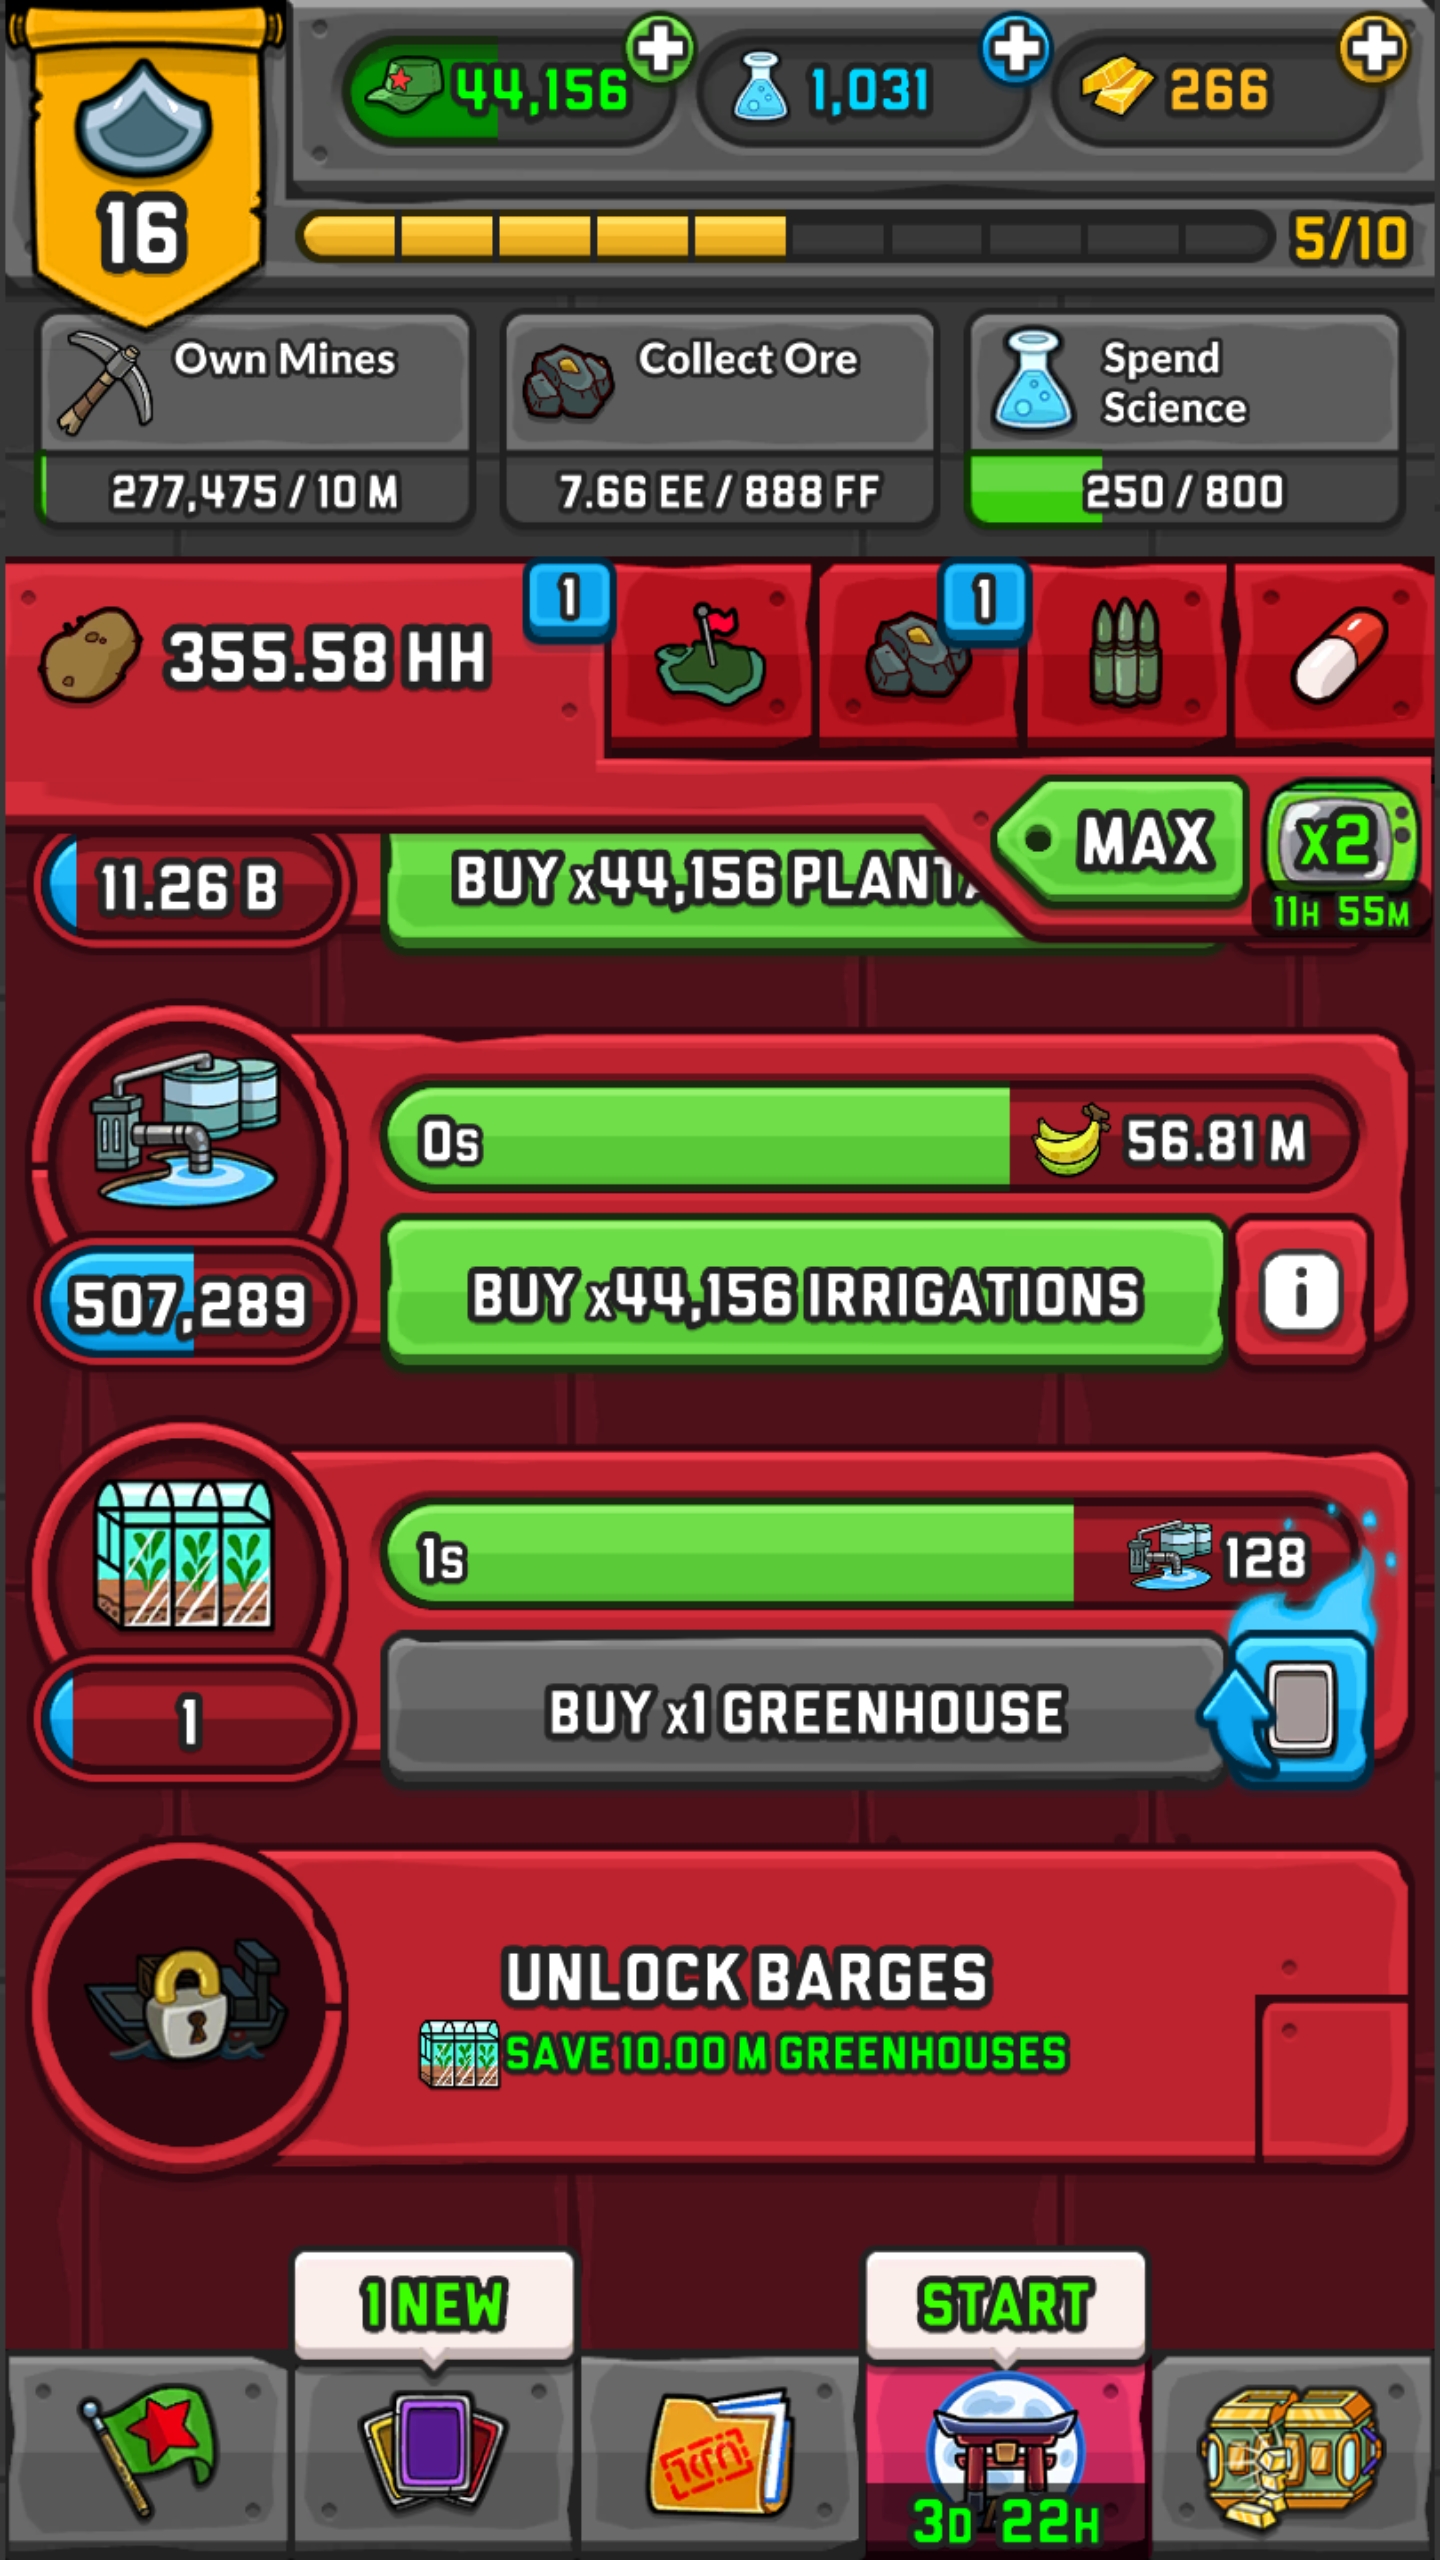 44,156
1,031
266
16
5/10
Own Mines
277,475 / 10 M
Collect Ore
7.66 EE / 888 FF
Spend
Science
250 / 800
355.58 HH
1
1
MAX
x2
11H 55M
11.26 B
BUY x44,156
0s
56.81 M
507,289
BUY x44,156 IRRIGATIONS
i
1s
128
1
BUY x1 GREENHOUSE
UNLOCK BARGES
SAVE 10.00 M GREENHOUSES
1 NEW
START
3D 22H